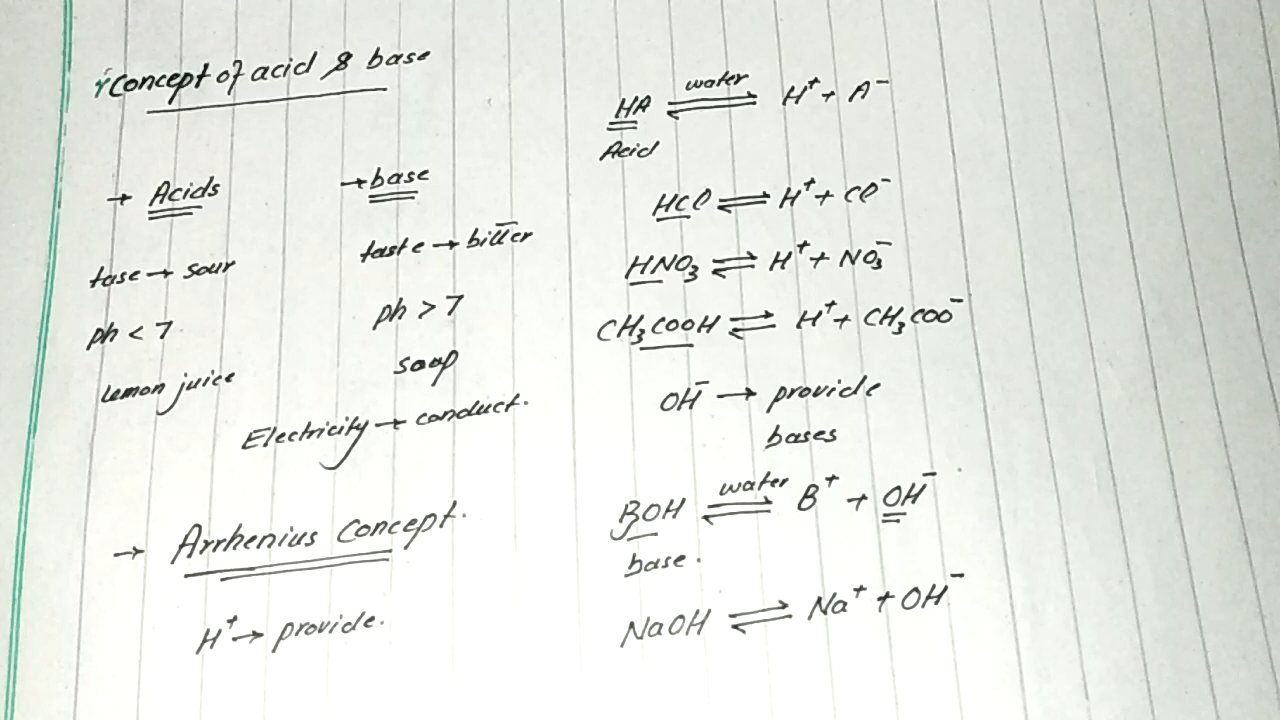 Concept of acid & base
→ Acids
tase → sour
ph < 7
Lemon juice
→ base
taste → bitter
ph > 7
soap
Electricity → conduct.
→ Arrhenius Concept.
H⁺ → provide.
HA ⇌ H⁺ + A⁻
water
Acid
HCl ⇌ H⁺ + Cl⁻
HNO₃ ⇌ H⁺ + NO₃⁻
CH₃COOH ⇌ H⁺ + CH₃COO⁻
OH⁻ → provide
bases
BOH ⇌ B⁺ + OH⁻
water
base.
NaOH ⇌ Na⁺ + OH⁻